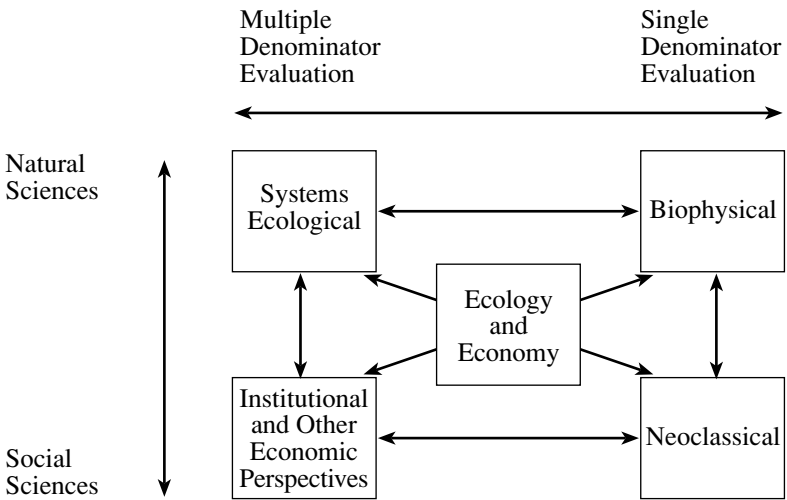 Multiple
Denominator
Evaluation
Single
Denominator
Evaluation
Natural
Sciences
Systems
Ecological
Biophysical
Ecology
and
Economy
Institutional
and Other
Economic
Perspectives
Neoclassical
Social
Sciences